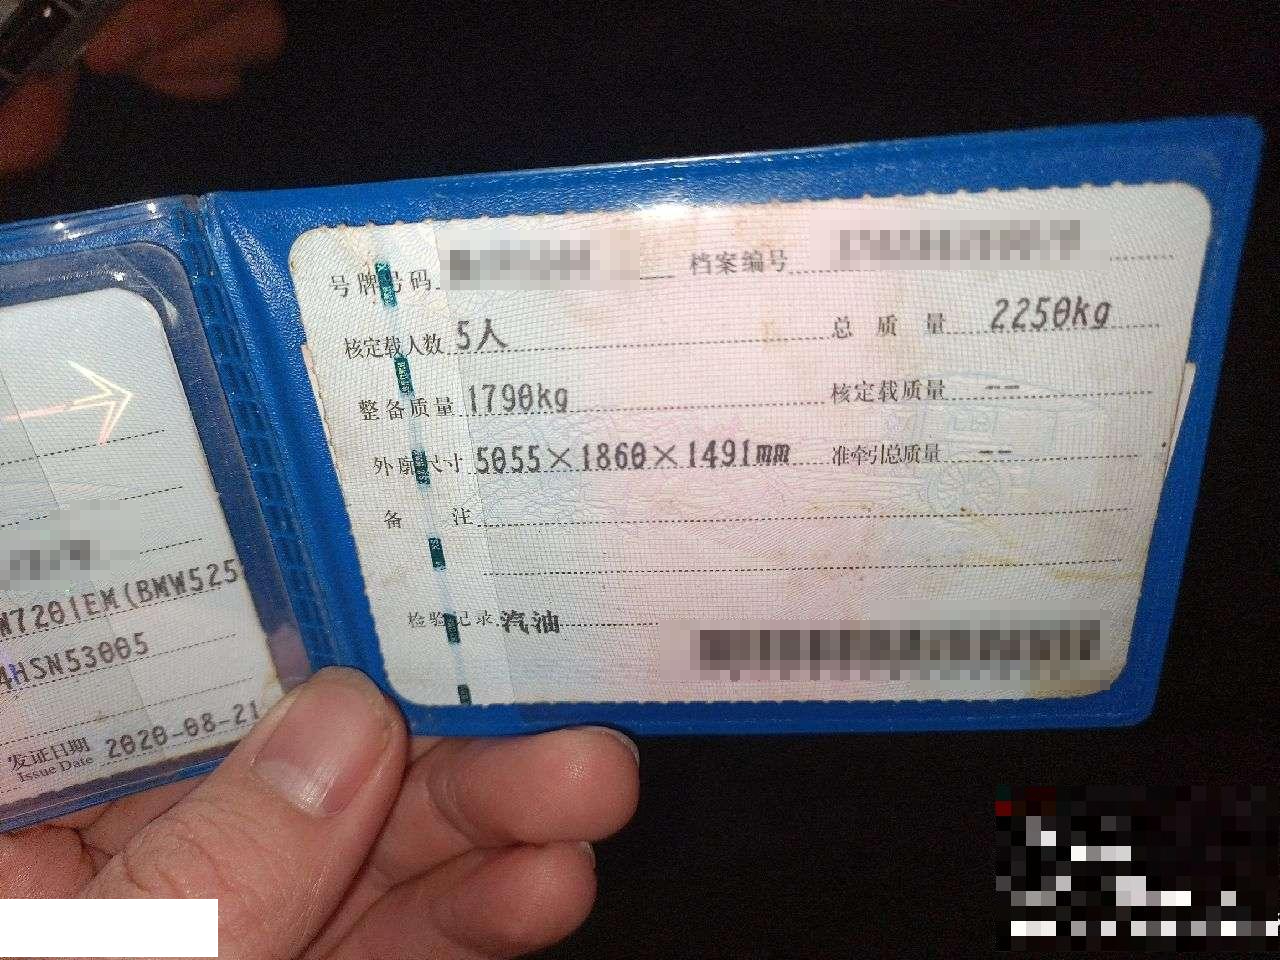 号牌号码
档案编号
核定载人数 5人
总质量 2250kg
整备质量 1790kg
核定载质量 --
外廓尺寸 5055×1860×1491mm
准牵引总质量 --
备注
检验记录 汽油
7201EM(BMW525
4HSN53005
发证日期 2020-08-21
Issue Date